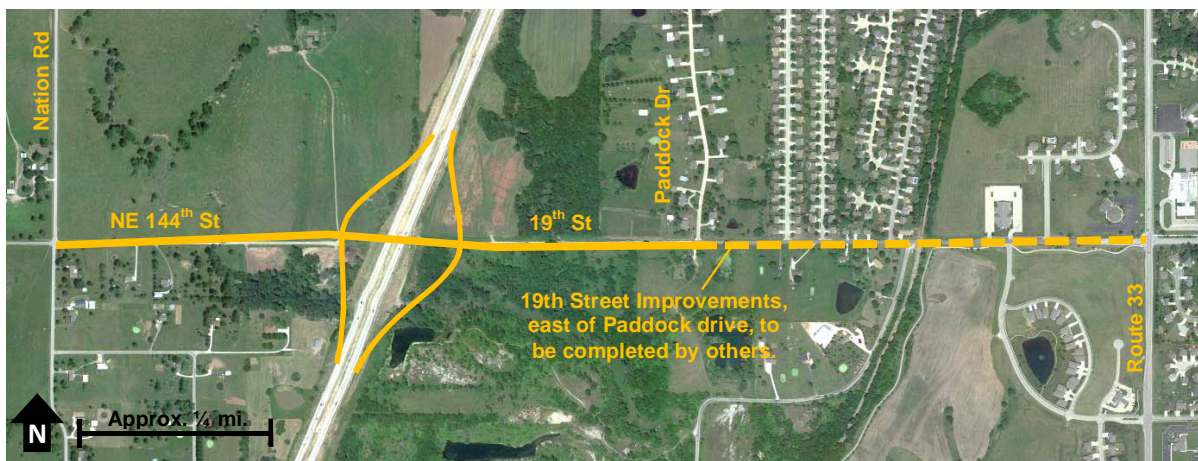 Nation Rd
NE 144th St
19th St
Paddock Dr
19th Street Improvements,
east of Paddock drive, to
be completed by others.
Route 33
N
Approx. ¼ mi.